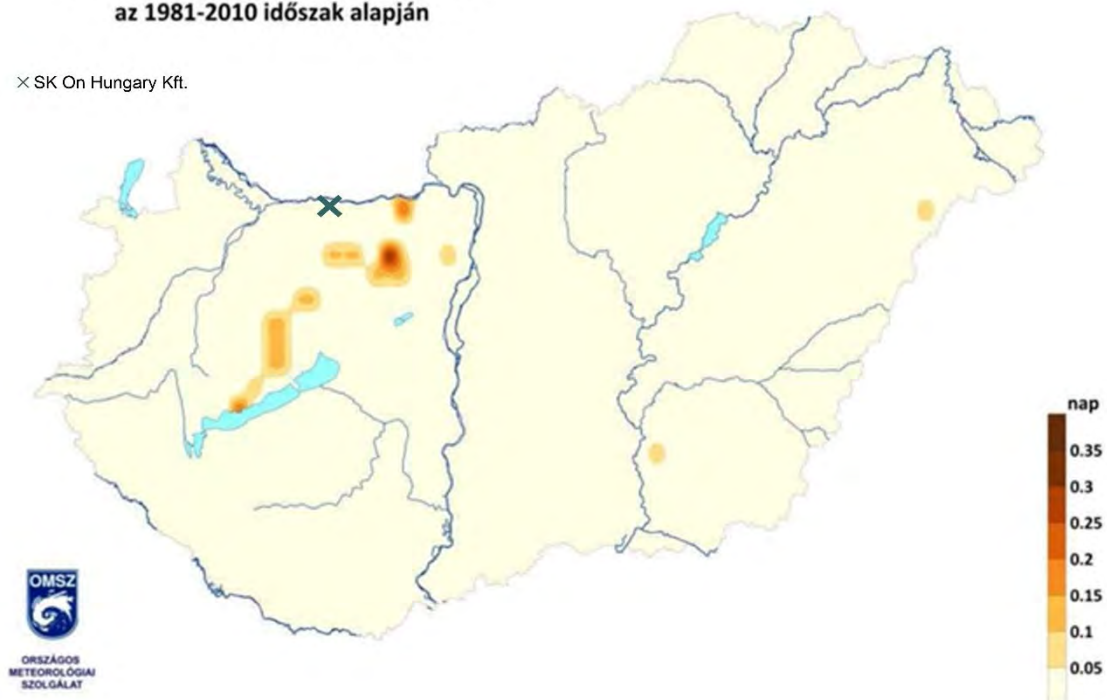 az 1981-2010 időszak alapján
× SK On Hungary Kft.
nap
0.35
0.3
0.25
0.2
0.15
0.1
0.05
OMSZ
ORSZÁGOS
METEOROLÓGIAI
SZOLGÁLAT